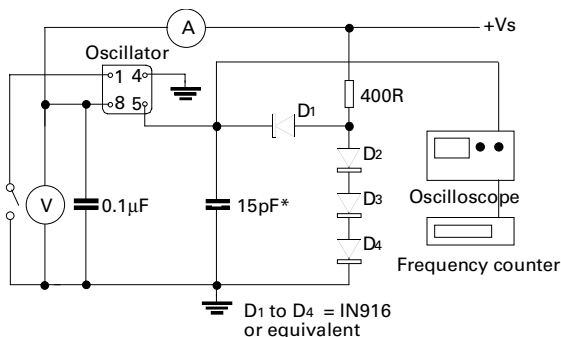 A
+Vs
Oscillator
1 4
8 5
400R
D1
D2
V
0.1µF
15pF*
D3
D4
Oscilloscope
Frequency counter
D1 to D4 = IN916
or equivalent